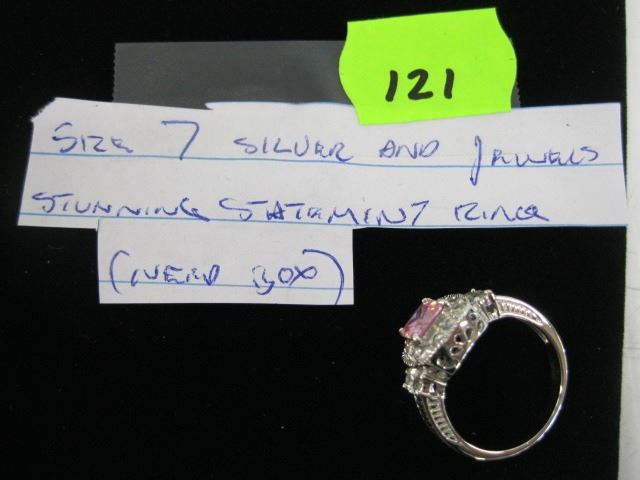 121
SIZE 7 SILVER AND JEWELS
STUNNING STATEMENT RING
(NEED BOX)